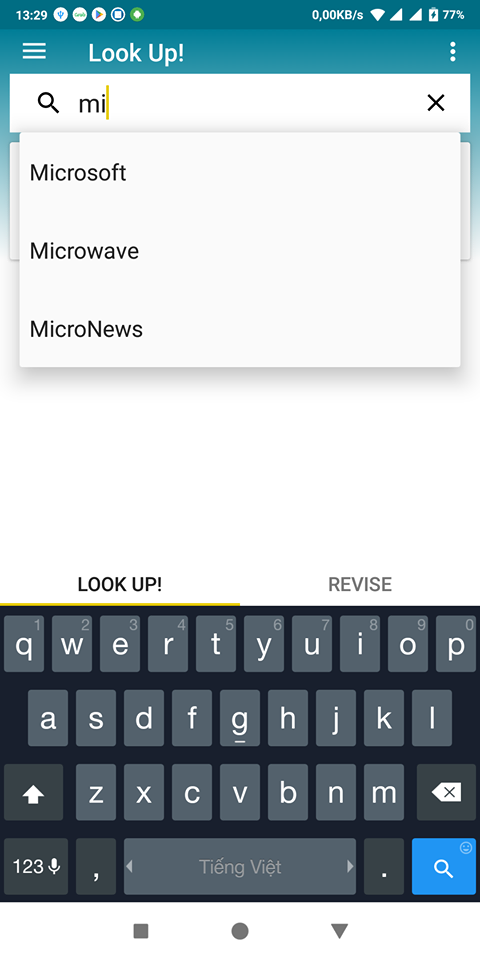 13:29 0,00KB/s 77%
Look Up!
mi
Microsoft
Microwave
MicroNews
LOOK UP! REVISE
1 2 3 4 5 6 7 8 9 0
q w e r t y u i o p
a s d f g h j k l
z x c v b n m
123 , Tiếng Việt .